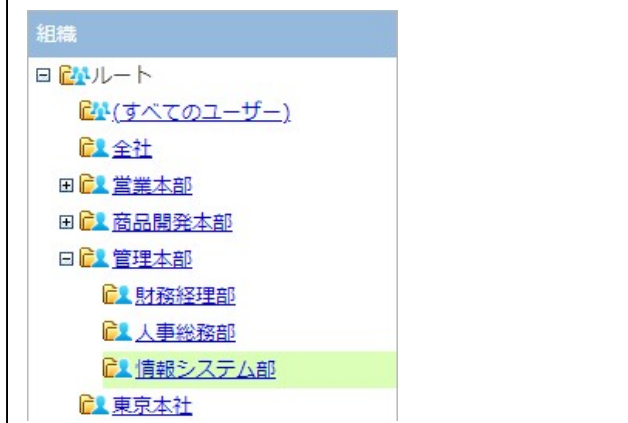 組織
ルート
(すべてのユーザー)
全社
営業本部
商品開発本部
管理本部
財務経理部
人事総務部
情報システム部
東京本社